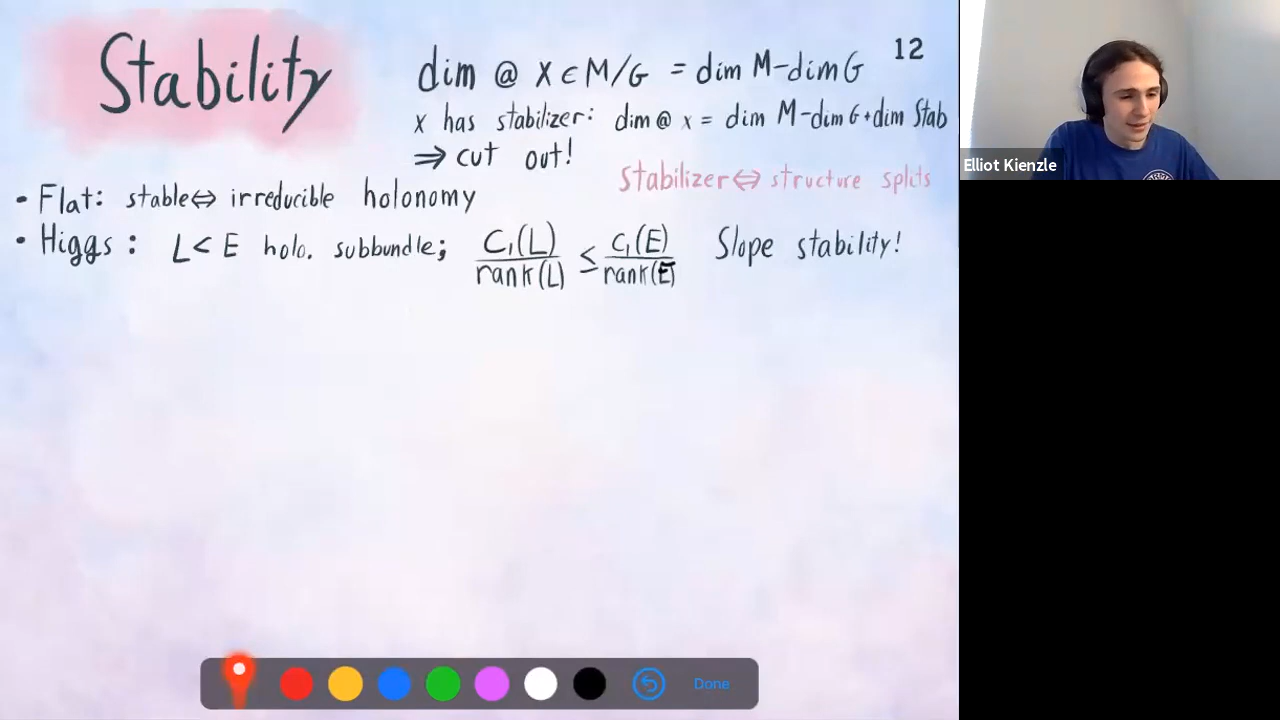 Stability
dim @ x ∈ M/G = dim M - dim G
12
x has stabilizer: dim @ x = dim M - dim G + dim Stab
⇒ cut out!
Stabilizer ⇔ structure splits
• Flat: stable ⇔ irreducible holonomy
• Higgs: L < E holo. subbundle; C₁(L)/rank(L) ≤ C₁(E)/rank(E) Slope stability!
Elliot Kienzle
Done